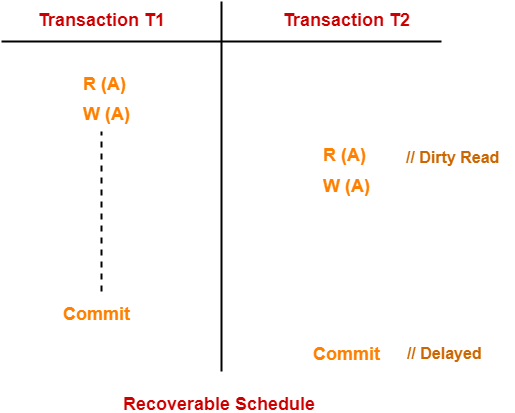 Transaction T1 Transaction T2
R (A)
W (A)
R (A) // Dirty Read
W (A)
Commit
Commit // Delayed
Recoverable Schedule